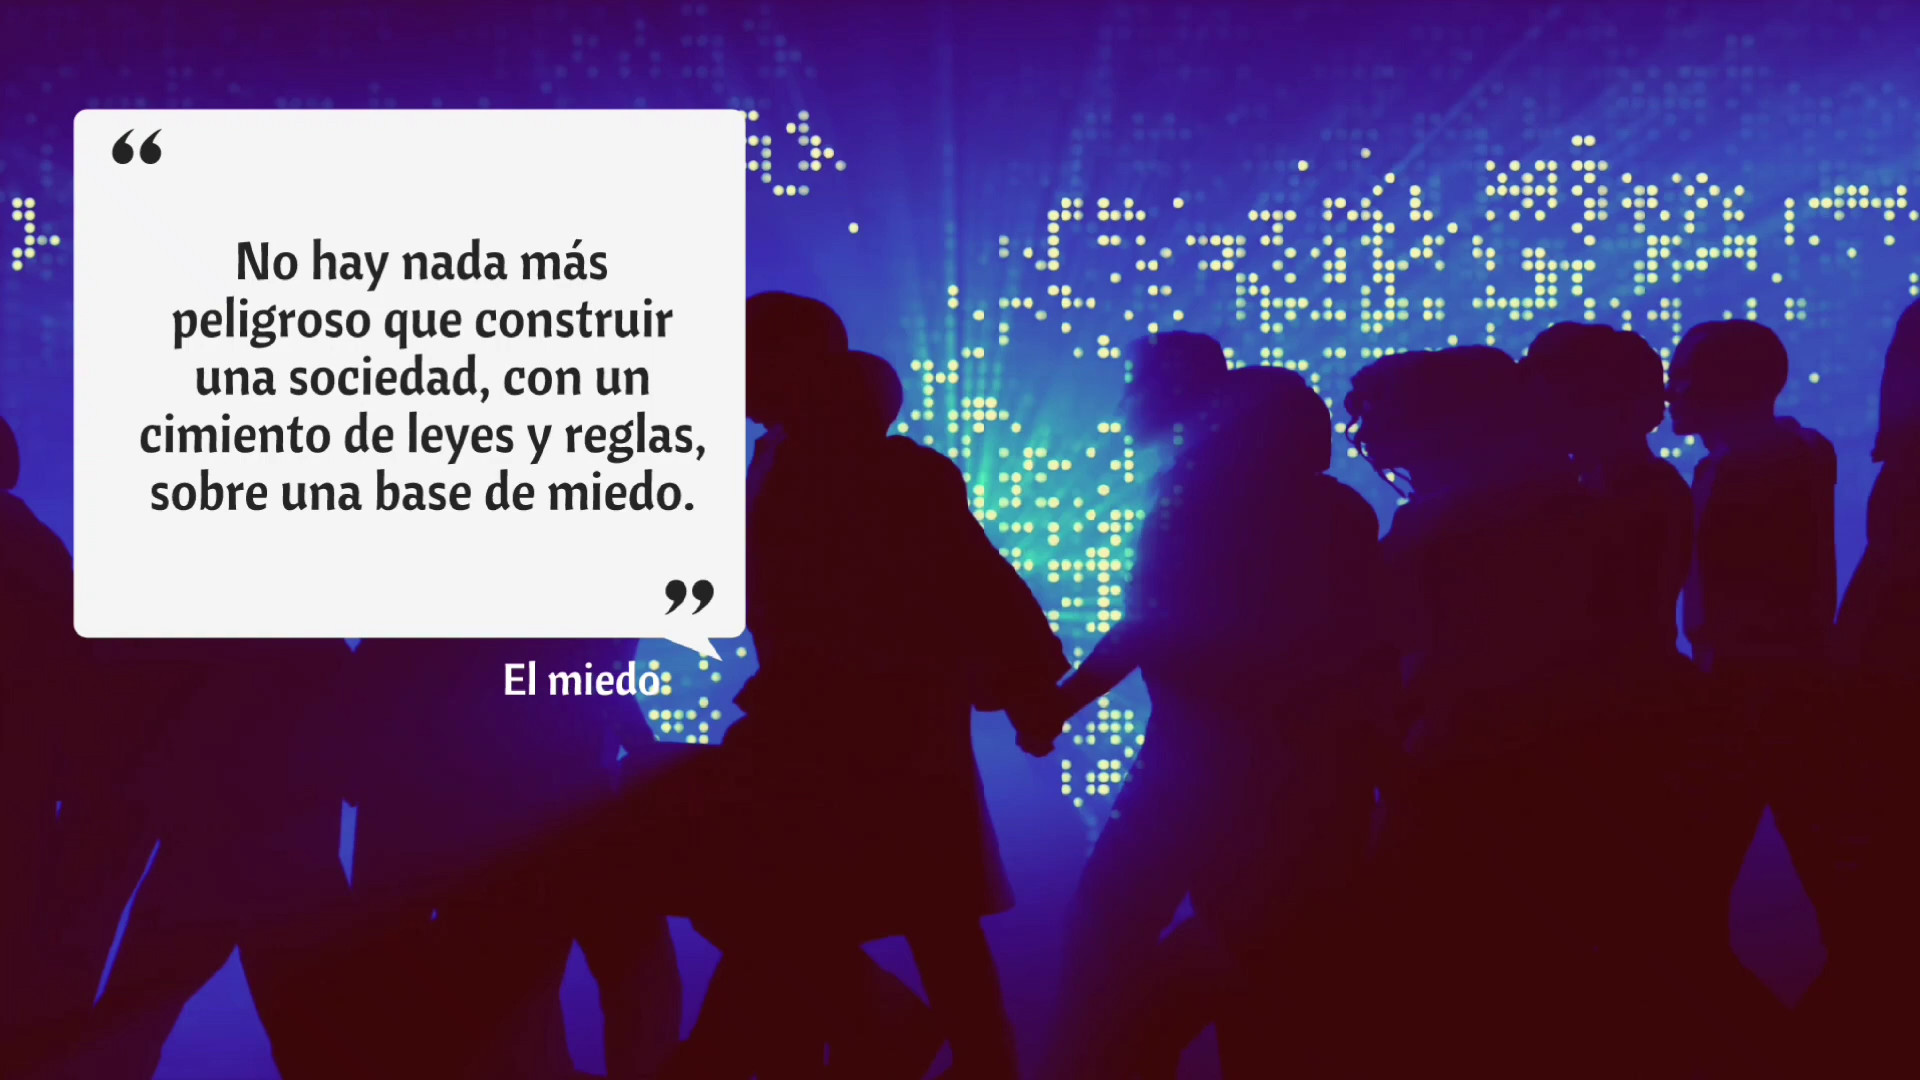 “
No hay nada más
peligroso que construir
una sociedad, con un
cimiento de leyes y reglas,
sobre una base de miedo.
”
El miedo